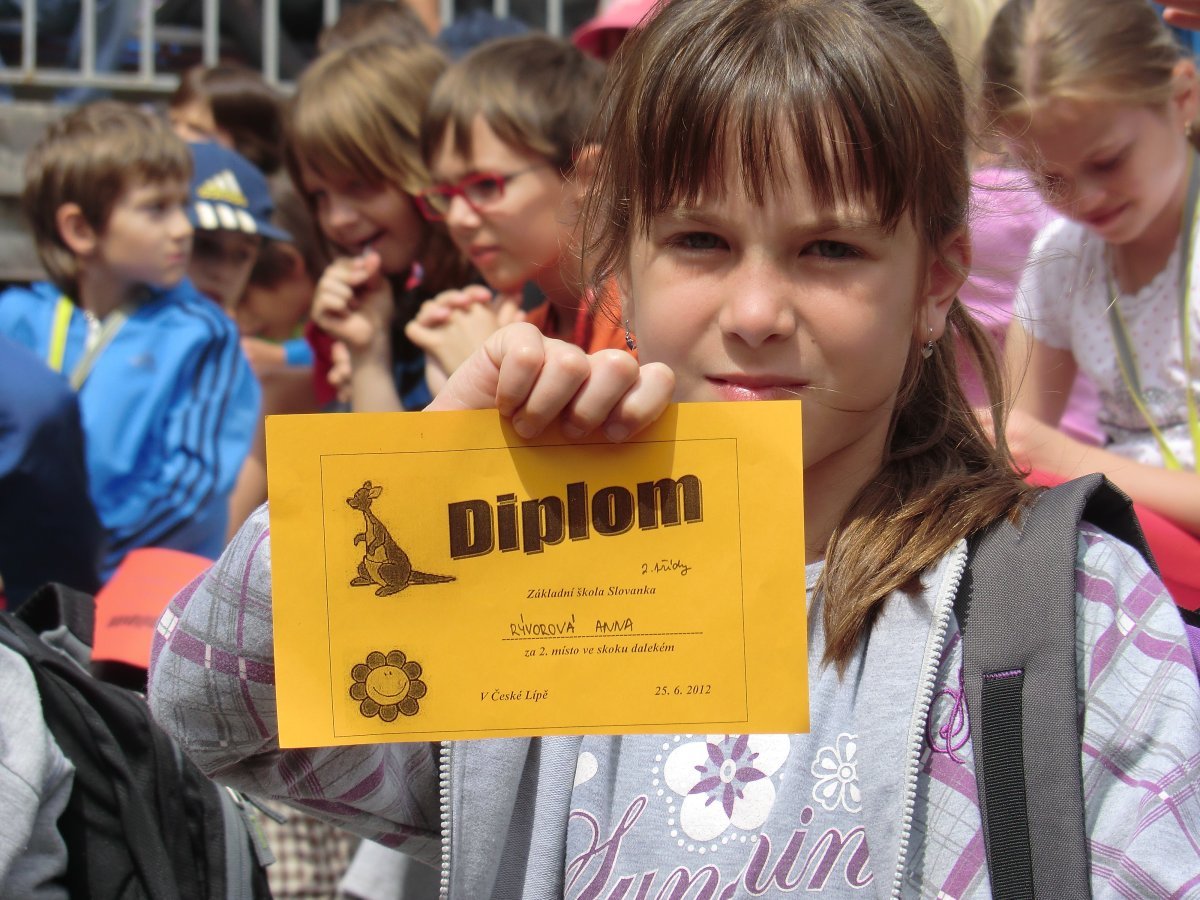 Diplom
2. třídy
Základní škola Slovanka
RÝVOROVÁ ANNA
za 2. místo ve skoku dalekém
V České Lípě
25. 6. 2012